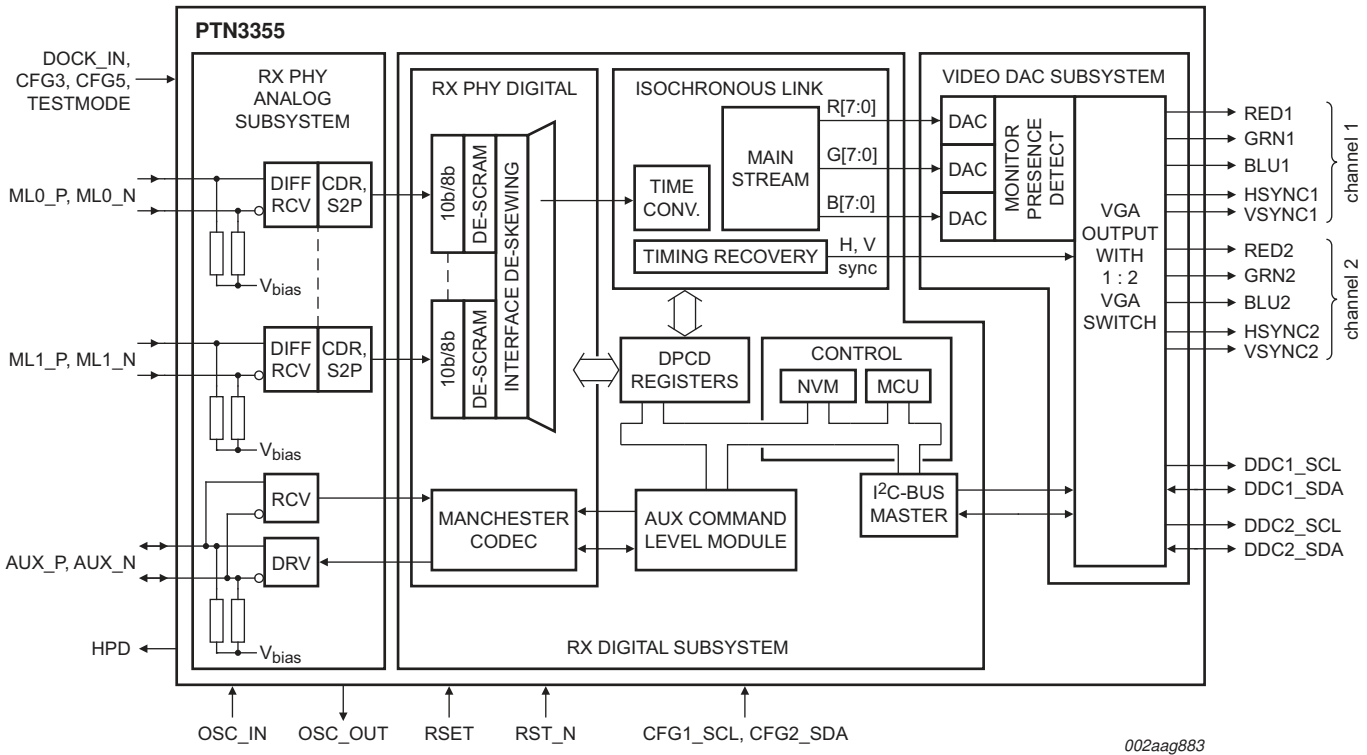 PTN3355
DOCK_IN,
CFG3, CFG5,
TESTMODE
RX PHY
ANALOG
SUBSYSTEM
RX PHY DIGITAL
ISOCHRONOUS LINK
VIDEO DAC SUBSYSTEM
ML0_P, ML0_N
DIFF
RCV
CDR,
S2P
Vbias
10b/8b
DE-SCRAM
INTERFACE DE-SKEWING
TIME
CONV.
MAIN
STREAM
R[7:0]
G[7:0]
B[7:0]
TIMING RECOVERY
H, V
sync
DAC
DAC
DAC
MONITOR
PRESENCE
DETECT
VGA
OUTPUT
WITH
1 : 2
VGA
SWITCH
RED1
GRN1
BLU1
HSYNC1
VSYNC1
channel 1
RED2
GRN2
BLU2
HSYNC2
VSYNC2
channel 2
ML1_P, ML1_N
DIFF
RCV
CDR,
S2P
Vbias
10b/8b
DE-SCRAM
DPCD
REGISTERS
CONTROL
NVM
MCU
AUX_P, AUX_N
RCV
DRV
Vbias
MANCHESTER
CODEC
AUX COMMAND
LEVEL MODULE
I2C-BUS
MASTER
DDC1_SCL
DDC1_SDA
DDC2_SCL
DDC2_SDA
HPD
RX DIGITAL SUBSYSTEM
OSC_IN
OSC_OUT
RSET
RST_N
CFG1_SCL, CFG2_SDA
002aag883